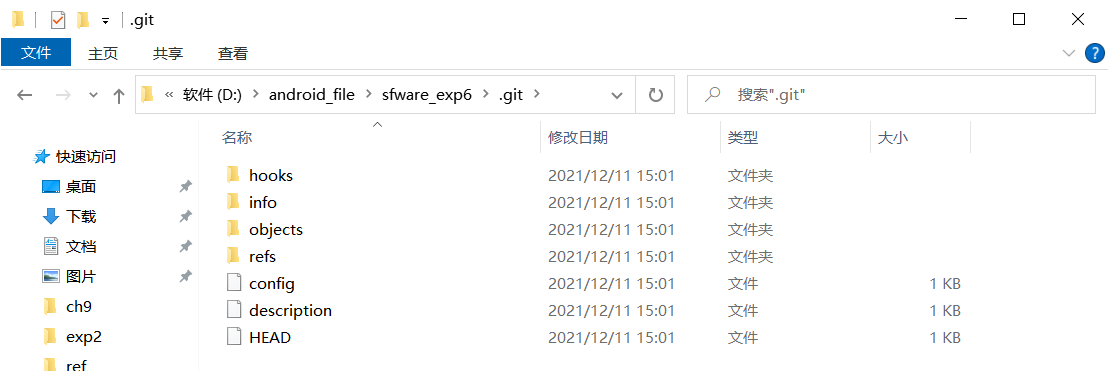 .git
文件 主页 共享 查看
« 软件 (D:) > android_file > sfware_exp6 > .git > 搜索".git"
名称 修改日期 类型 大小
快速访问
桌面
下载
文档
图片
ch9
exp2
ref
hooks 2021/12/11 15:01 文件夹
info 2021/12/11 15:01 文件夹
objects 2021/12/11 15:01 文件夹
refs 2021/12/11 15:01 文件夹
config 2021/12/11 15:01 文件 1 KB
description 2021/12/11 15:01 文件 1 KB
HEAD 2021/12/11 15:01 文件 1 KB